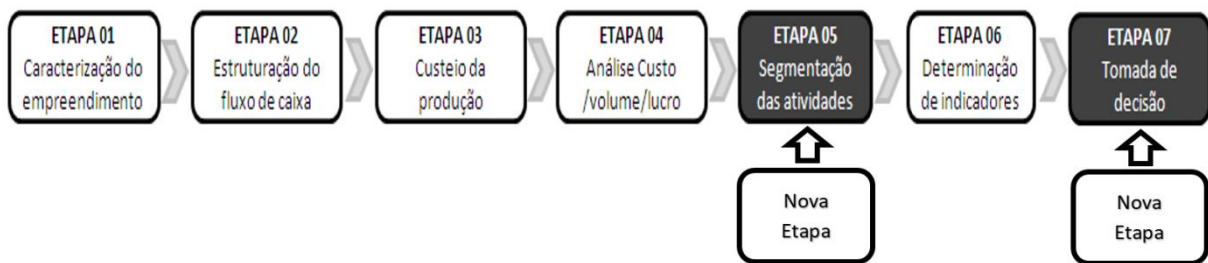 ETAPA 01
Caracterização do
empreendimento
ETAPA 02
Estruturação do
fluxo de caixa
ETAPA 03
Custeio da
produção
ETAPA 04
Análise Custo
/volume/lucro
ETAPA 05
Segmentação
das atividades
ETAPA 06
Determinação
de indicadores
ETAPA 07
Tomada de
decisão
Nova
Etapa
Nova
Etapa